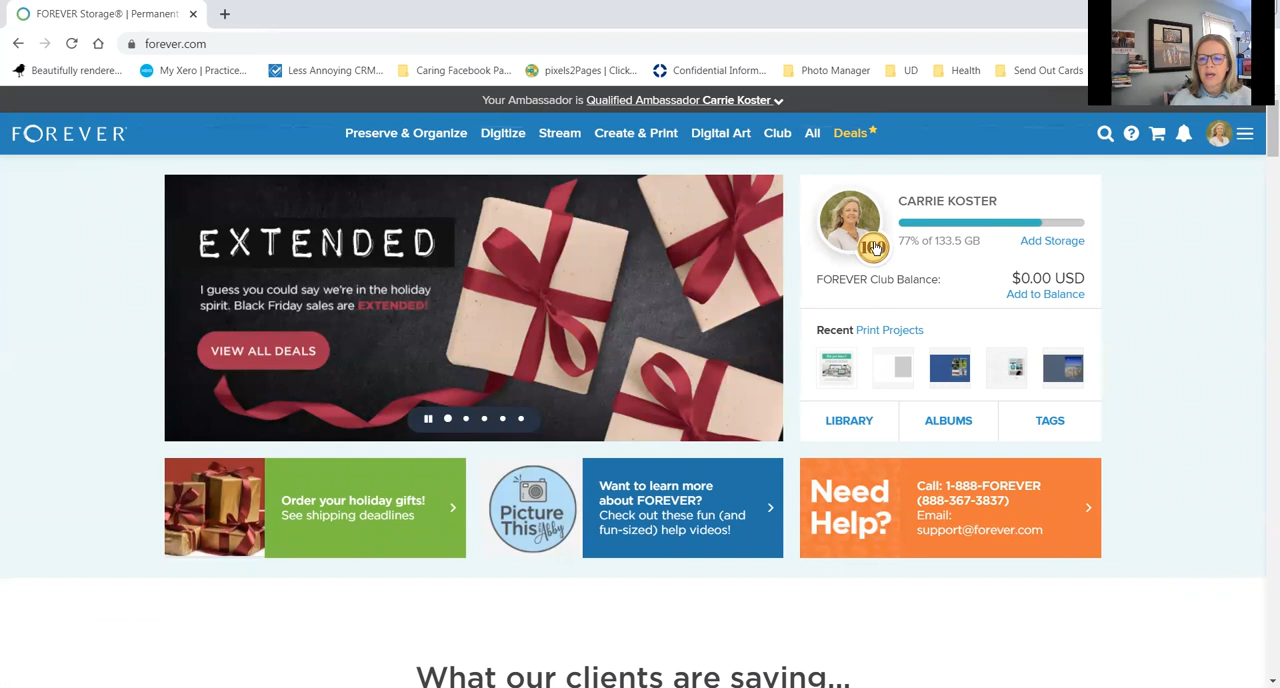 FOREVER Storage® | Permanent
forever.com
Beautifully rendere...
My Xero | Practice...
Less Annoying CRM...
Caring Facebook Pa...
pixels2Pages | Click...
Confidential Inform...
Photo Manager
UD
Health
Send Out Cards
Your Ambassador is Qualified Ambassador Carrie Koster
FOREVER
Preserve & Organize
Digitize
Stream
Create & Print
Digital Art
Club
All
Deals
EXTENDED
I guess you could say we're in the holiday
spirit. Black Friday sales are EXTENDED!
VIEW ALL DEALS
CARRIE KOSTER
77% of 133.5 GB
Add Storage
FOREVER Club Balance:
$0.00 USD
Add to Balance
Recent Print Projects
LIBRARY
ALBUMS
TAGS
Order your holiday gifts!
See shipping deadlines
Picture
This Abby
Want to learn more
about FOREVER?
Check out these fun (and
fun-sized) help videos!
Need
Help?
Call: 1-888-FOREVER
(888-367-3837)
Email:
support@forever.com
What our clients are saying...